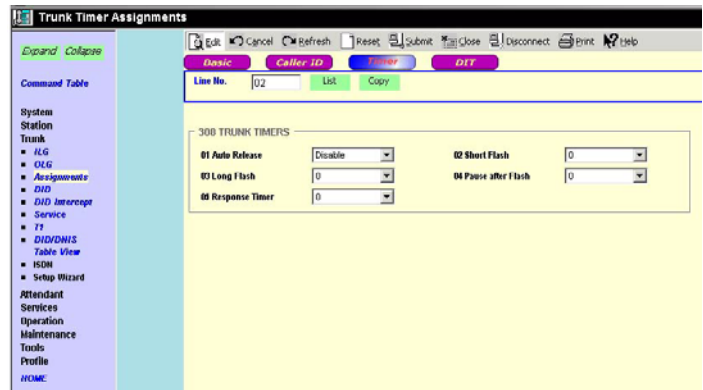 Trunk Timer Assignments
Edit Cancel Refresh Reset Submit Close Disconnect Print Help
Expand Collapse
Basic Caller ID Timer DIT
Command Table
Line No. 02 List Copy
System
Station
Trunk
ILG
OLG
Assignments
DID
DID Intercept
Service
T1
DID/DNIS
Table View
ISDN
Setup Wizard
Attendant
Services
Operation
Maintenance
Tools
Profile
HOME
308 TRUNK TIMERS
01 Auto Release Disable 02 Short Flash 0
03 Long Flash 0 04 Pause after Flash 0
06 Response Timer 0